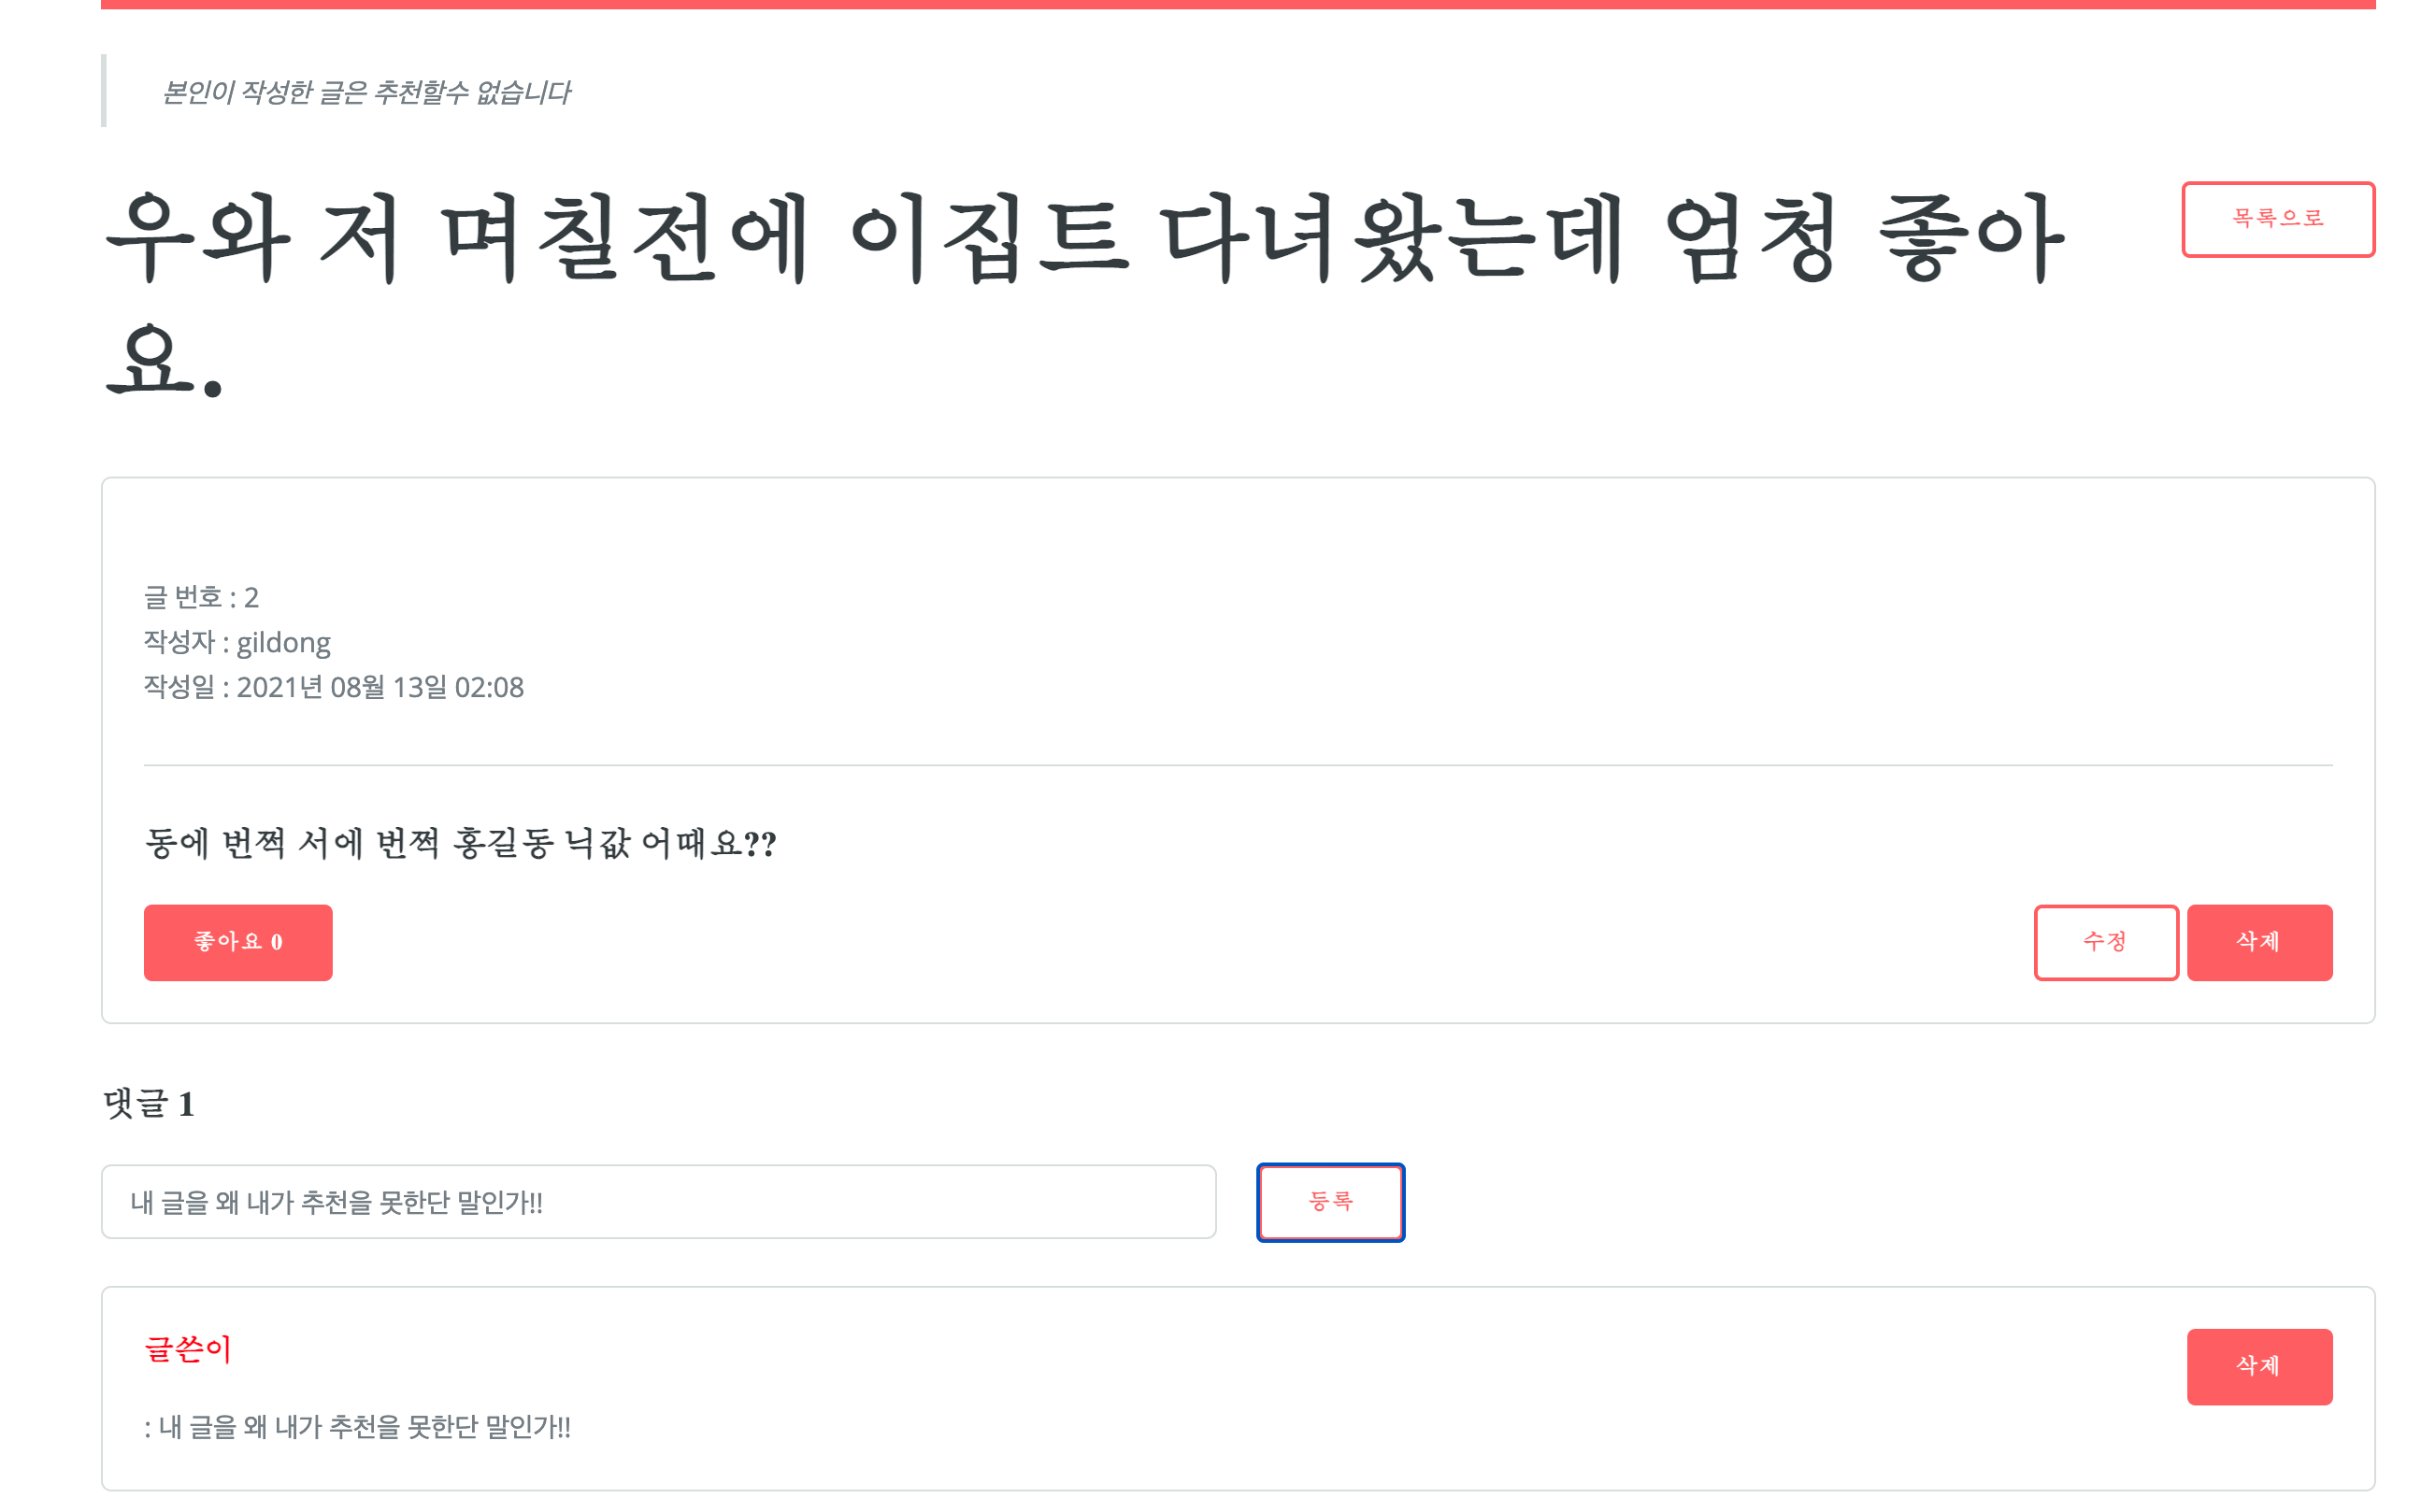 본인이 작성한 글은 추천할수 없습니다
우와 저 며칠전에 이집트 다녀왔는데 엄청 좋아
요.
목록으로
글 번호 : 2
작성자 : gildong
작성일 : 2021년 08월 13일 02:08
동에 번쩍 서에 번쩍 홍길동 닉값 어때요??
좋아요 0
수정
삭제
댓글 1
내 글을 왜 내가 추천을 못한단 말인가!!
등록
글쓴이
삭제
: 내 글을 왜 내가 추천을 못한단 말인가!!